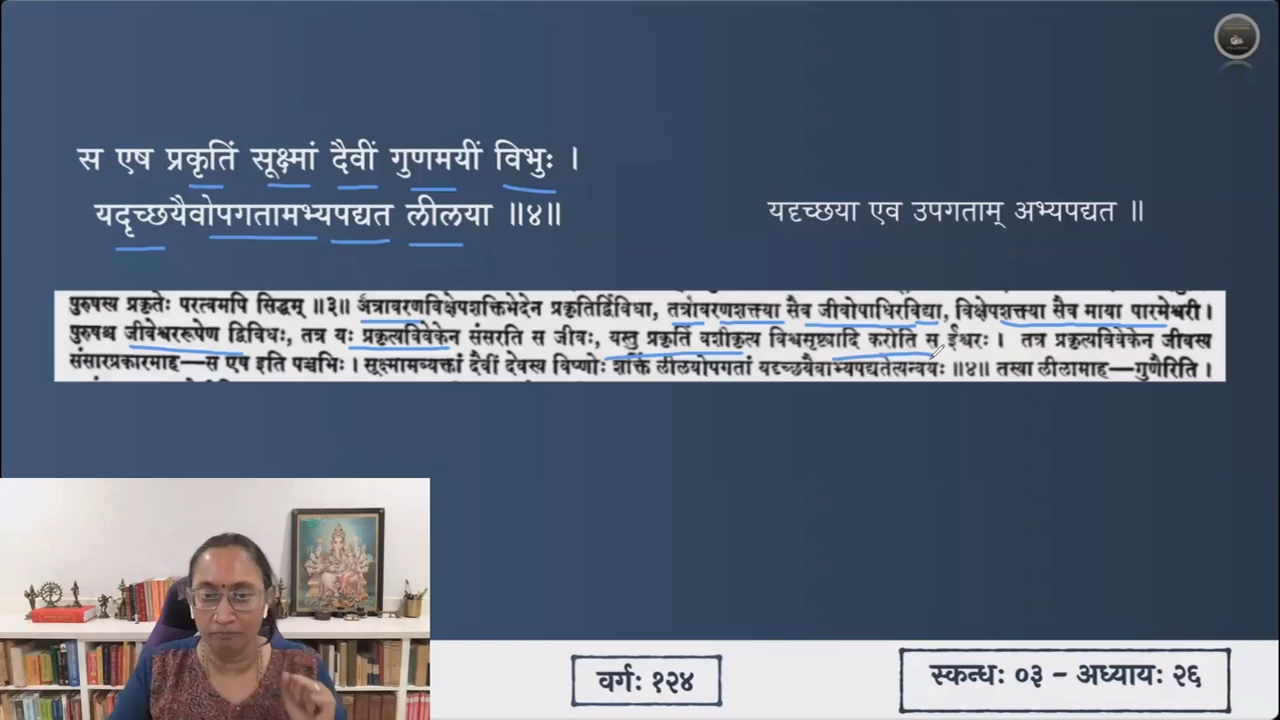 स एष प्रकृतिं सूक्ष्मां दैवीं गुणमयीं विभुः ।
यदृच्छयैवोपगतामभ्यपद्यत लीलया ॥४॥
यदृच्छया एव उपगताम् अभ्यपद्यत ॥
पुरुषस्य प्रकृतेः परत्वमपि सिद्धम् ॥३॥ अत्रावरणविक्षेपशक्तिभेदेन प्रकृतिर्द्विविधा, तत्रावरणशक्त्या सैव जीवोपाधिरविद्या, विक्षेपशक्त्या सैव माया पारमेश्वरी ।
पुरुषश्च जीवेश्वररूपेण द्विविधः, तत्र यः प्रकृत्यविवेकेन संसरति स जीवः, यस्तु प्रकृतिं वशीकृत्य विश्वसृष्ट्यादि करोति स ईश्वरः । तत्र प्रकृत्यविवेकेन जीवस्य
संसारप्रकारमाह—स एष इति पञ्चभिः । सूक्ष्मामव्यक्तां दैवीं देवस्य विष्णोः शक्तिं लीलयोपगतां यदृच्छयैवाभ्यपद्यतेत्यन्वयः ॥४॥ तस्या लीलामाह—गुणैरिति ।
वर्गः १२४
स्कन्धः ०३ - अध्यायः २६